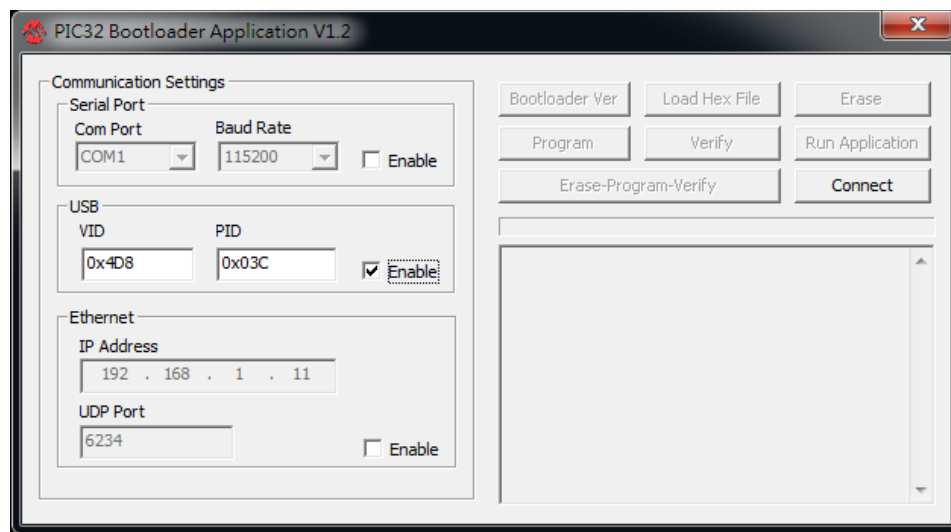 PIC32 Bootloader Application V1.2
Communication Settings
Serial Port
Com Port
Baud Rate
COM1
115200
Enable
USB
VID
PID
0x4D8
0x03C
Enable
Ethernet
IP Address
192 . 168 . 1 . 11
UDP Port
6234
Enable
Bootloader Ver
Load Hex File
Erase
Program
Verify
Run Application
Erase-Program-Verify
Connect